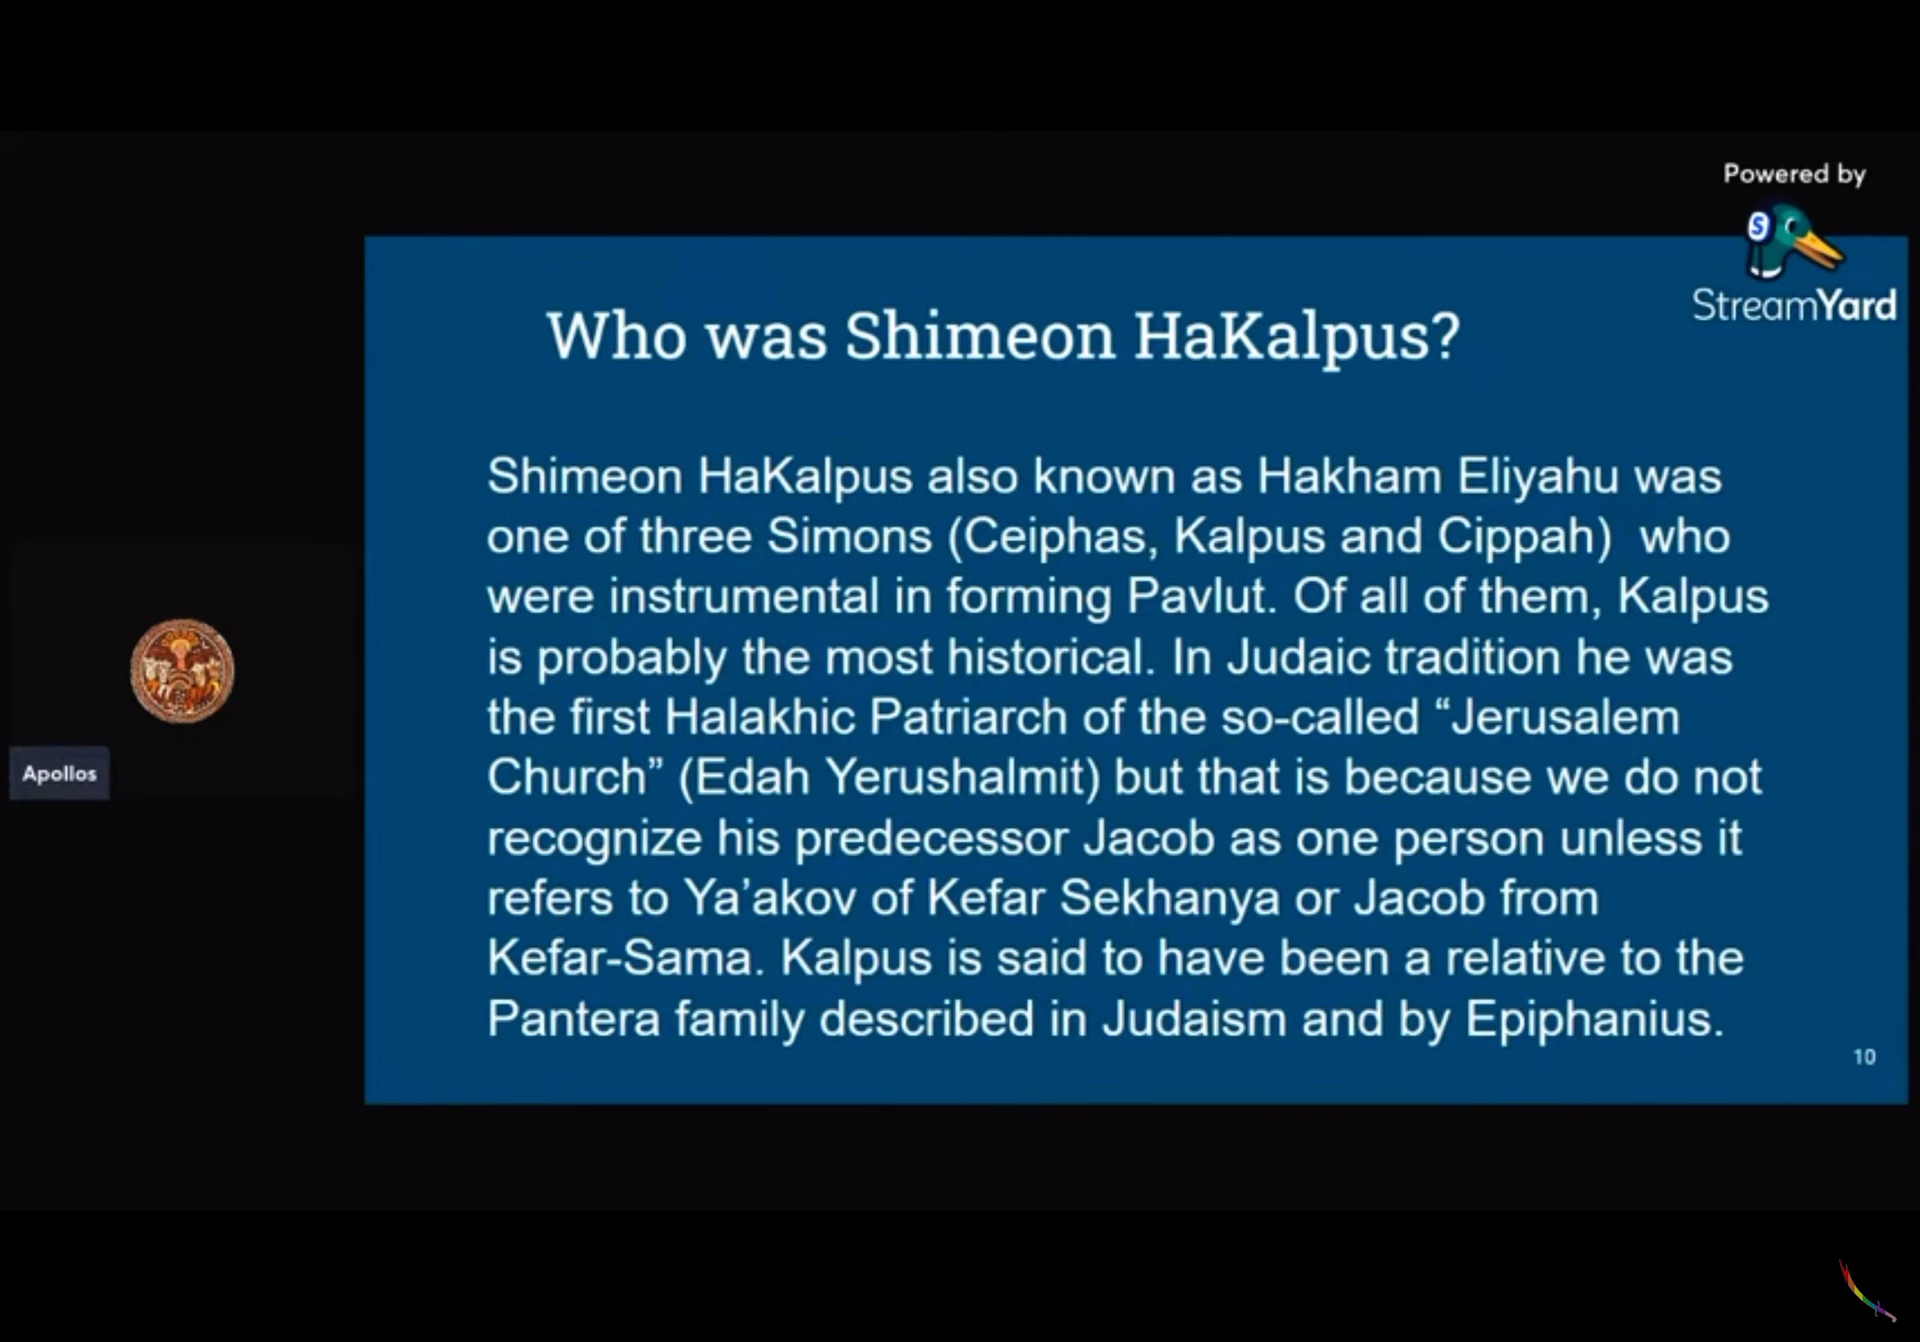 Powered by
S
StreamYard
Who was Shimeon HaKalpus?
Shimeon HaKalpus also known as Hakham Eliyahu was
one of three Simons (Ceiphas, Kalpus and Cippah) who
were instrumental in forming Pavlut. Of all of them, Kalpus
is probably the most historical. In Judaic tradition he was
the first Halakhic Patriarch of the so-called “Jerusalem
Church” (Edah Yerushalmit) but that is because we do not
recognize his predecessor Jacob as one person unless it
refers to Ya’akov of Kefar Sekhanya or Jacob from
Kefar-Sama. Kalpus is said to have been a relative to the
Pantera family described in Judaism and by Epiphanius.
10
Apollos